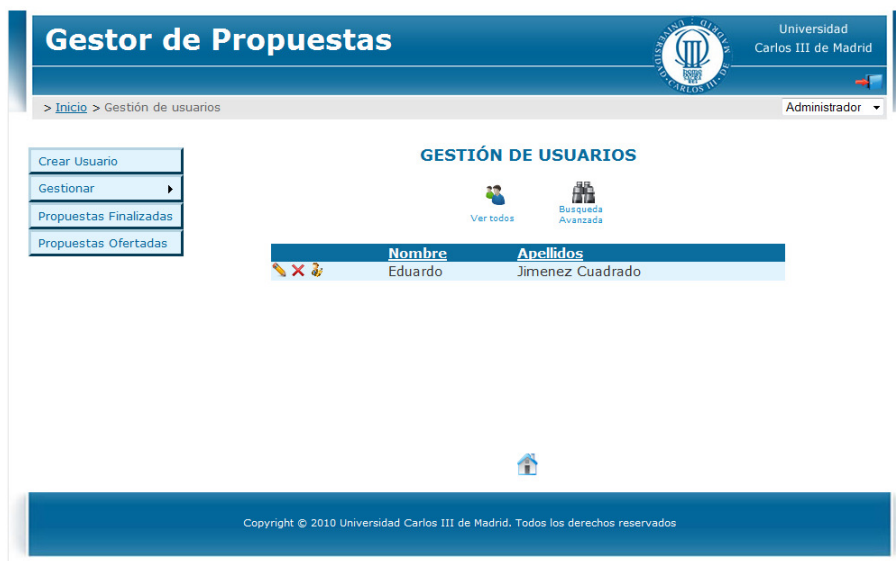 Gestor de Propuestas
Universidad
Carlos III de Madrid
> Inicio > Gestión de usuarios
Administrador
Crear Usuario
Gestionar
Propuestas Finalizadas
Propuestas Ofertadas
GESTIÓN DE USUARIOS
Ver todos
Busqueda
Avanzada
Nombre Apellidos
Eduardo Jimenez Cuadrado
Copyright © 2010 Universidad Carlos III de Madrid. Todos los derechos reservados